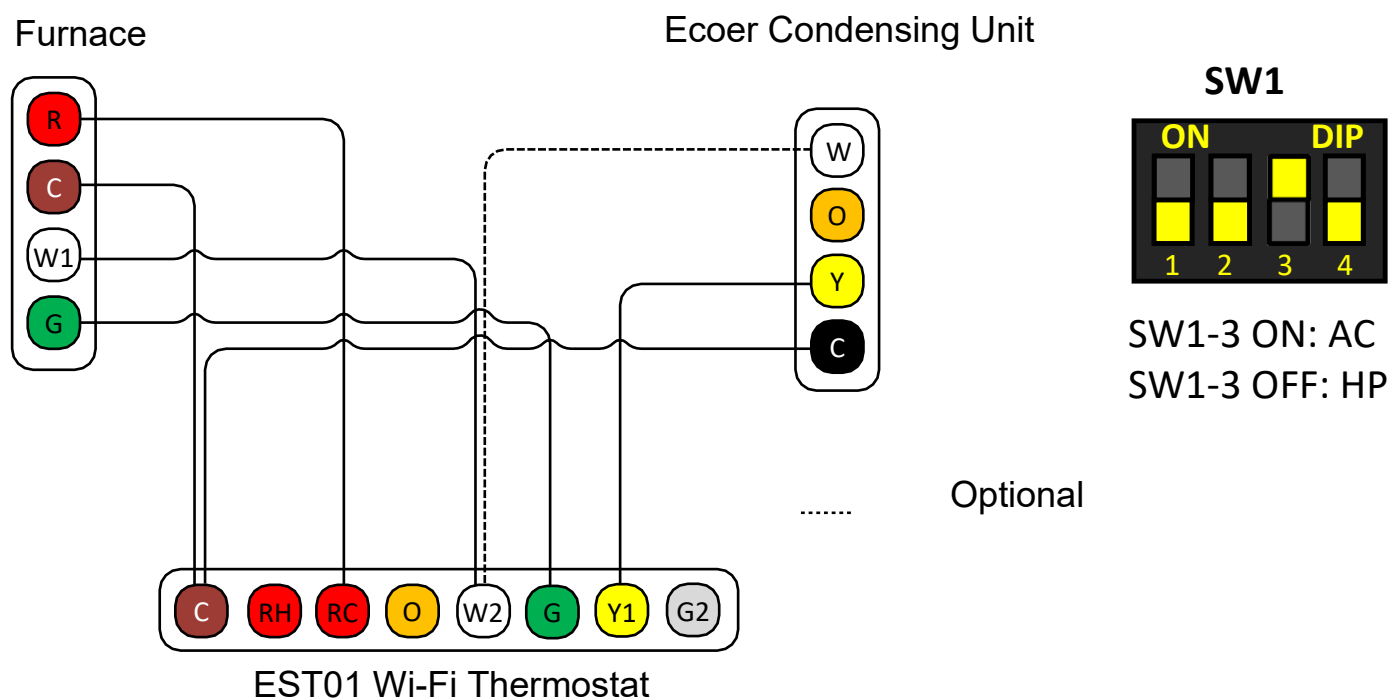 Furnace
Ecoer Condensing Unit
R
C
W1
G
W
O
Y
C
SW1
ON DIP
1 2 3 4
SW1-3 ON: AC
SW1-3 OFF: HP
Optional
C RH RC O W2 G Y1 G2
EST01 Wi-Fi Thermostat